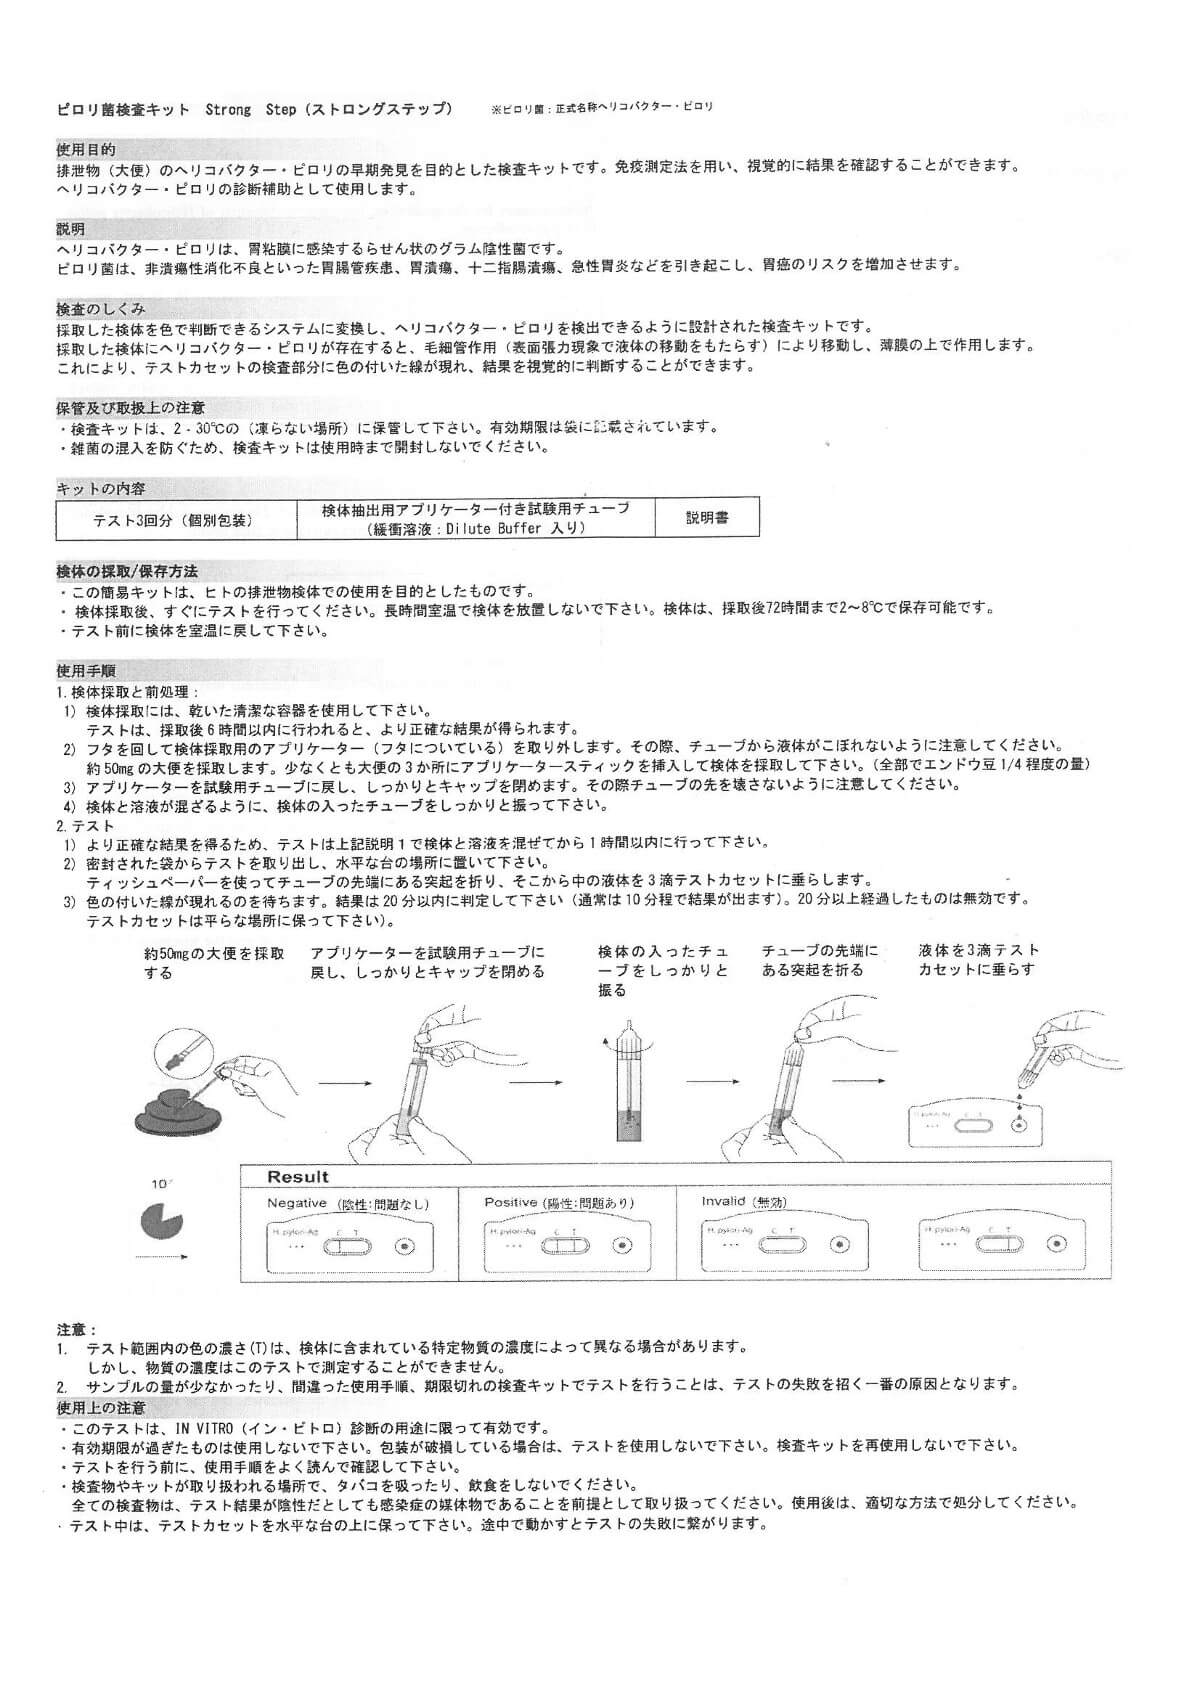 ピロリ菌検査キット　Strong　Step（ストロングステップ）　　※ピロリ菌：正式名称ヘリコバクター・ピロリ
使用目的
排泄物（大便）のヘリコバクター・ピロリの早期発見を目的とした検査キットです。免疫測定法を用い、視覚的に結果を確認することができます。
ヘリコバクター・ピロリの診断補助として使用します。
説明
ヘリコバクター・ピロリは、胃粘膜に感染するらせん状のグラム陰性菌です。
ピロリ菌は、非潰瘍性消化不良といった胃腸管疾患、胃潰瘍、十二指腸潰瘍、急性胃炎などを引き起こし、胃癌のリスクを増加させます。
検査のしくみ
採取した検体を色で判断できるシステムに変換し、ヘリコバクター・ピロリを検出できるように設計された検査キットです。
採取した検体にヘリコバクター・ピロリが存在すると、毛細管作用（表面張力現象で液体の移動をもたらす）により移動し、薄膜の上で作用します。
これにより、テストカセットの検査部分に色の付いた線が現れ、結果を視覚的に判断することができます。
保管及び取扱上の注意
・検査キットは、2 - 30℃の（凍らない場所）に保管して下さい。有効期限は袋に記載されています。
・雑菌の混入を防ぐため、検査キットは使用時まで開封しないでください。
キットの内容
テスト3回分（個別包装）　検体抽出用アプリケーター付き試験用チューブ　説明書
（緩衝溶液：Dilute Buffer 入り）
検体の採取/保存方法
・この簡易キットは、ヒトの排泄物検体での使用を目的としたものです。
・ 検体採取後、すぐにテストを行ってください。長時間室温で検体を放置しないで下さい。検体は、採取後72時間まで2～8℃で保存可能です。
・テスト前に検体を室温に戻して下さい。
使用手順
1. 検体採取と前処理：
1) 検体採取には、乾いた清潔な容器を使用して下さい。
テストは、採取後6時間以内に行われると、より正確な結果が得られます。
2) フタを回して検体採取用のアプリケーター（フタについている）を取り外します。その際、チューブから液体がこぼれないように注意してください。
約50mgの大便を採取します。少なくとも大便の3か所にアプリケータースティックを挿入して検体を採取して下さい。（全部でエンドウ豆1/4程度の量）
3) アプリケーターを試験用チューブに戻し、しっかりとキャップを閉めます。その際チューブの先を壊さないように注意してください。
4) 検体と溶液が混ざるように、検体の入ったチューブをしっかりと振って下さい。
2. テスト
1) より正確な結果を得るため、テストは上記説明1で検体と溶液を混ぜてから1時間以内に行って下さい。
2) 密封された袋からテストを取り出し、水平な台の場所に置いて下さい。
ティッシュペーパーを使ってチューブの先端にある突起を折り、そこから中の液体を3滴テストカセットに垂らします。
3) 色の付いた線が現れるのを待ちます。結果は20分以内に判定して下さい（通常は10分程で結果が出ます）。20分以上経過したものは無効です。
テストカセットは平らな場所に保って下さい）。
約50mgの大便を採取する
アプリケーターを試験用チューブに戻し、しっかりとキャップを閉める
検体の入ったチューブをしっかりと振る
チューブの先端にある突起を折る
液体を3滴テストカセットに垂らす
H. pylori-Ag C T
10'
Result
Negative （陰性：問題なし）　Positive (陽性：問題あり)　Invalid （無効）
H. pylori-Ag C T　H. pylori-Ag C T　H. pylori-Ag C T　H. pylori-Ag C T
注意：
1.　テスト範囲内の色の濃さ(T)は、検体に含まれている特定物質の濃度によって異なる場合があります。
しかし、物質の濃度はこのテストで測定することができません。
2.　サンプルの量が少なかったり、間違った使用手順、期限切れの検査キットでテストを行うことは、テストの失敗を招く一番の原因となります。
使用上の注意
・このテストは、IN VITRO（イン・ビトロ）診断の用途に限って有効です。
・有効期限が過ぎたものは使用しないで下さい。包装が破損している場合は、テストを使用しないで下さい。検査キットを再使用しないで下さい。
・テストを行う前に、使用手順をよく読んで確認して下さい。
・検査物やキットが取り扱われる場所で、タバコを吸ったり、飲食をしないでください。
全ての検査物は、テスト結果が陰性だとしても感染症の媒体物であることを前提として取り扱ってください。使用後は、適切な方法で処分してください。
・テスト中は、テストカセットを水平な台の上に保って下さい。途中で動かすとテストの失敗に繋がります。